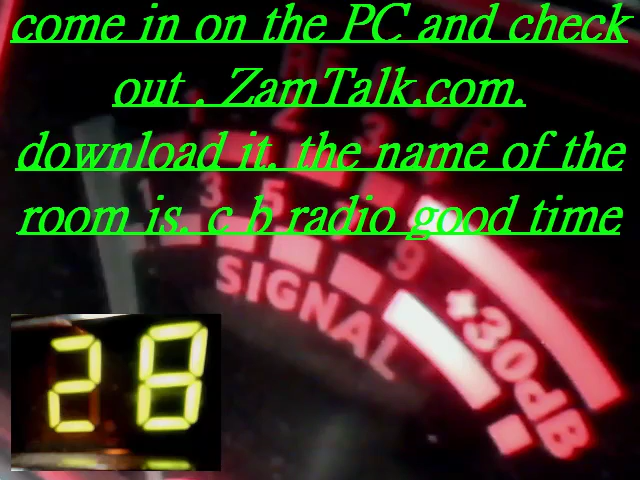 come in on the PC and check
out . ZamTalk.com.
download it. the name of the
room is. c b radio good time
1 3 5 7 9 +30dB
SIGNAL
28